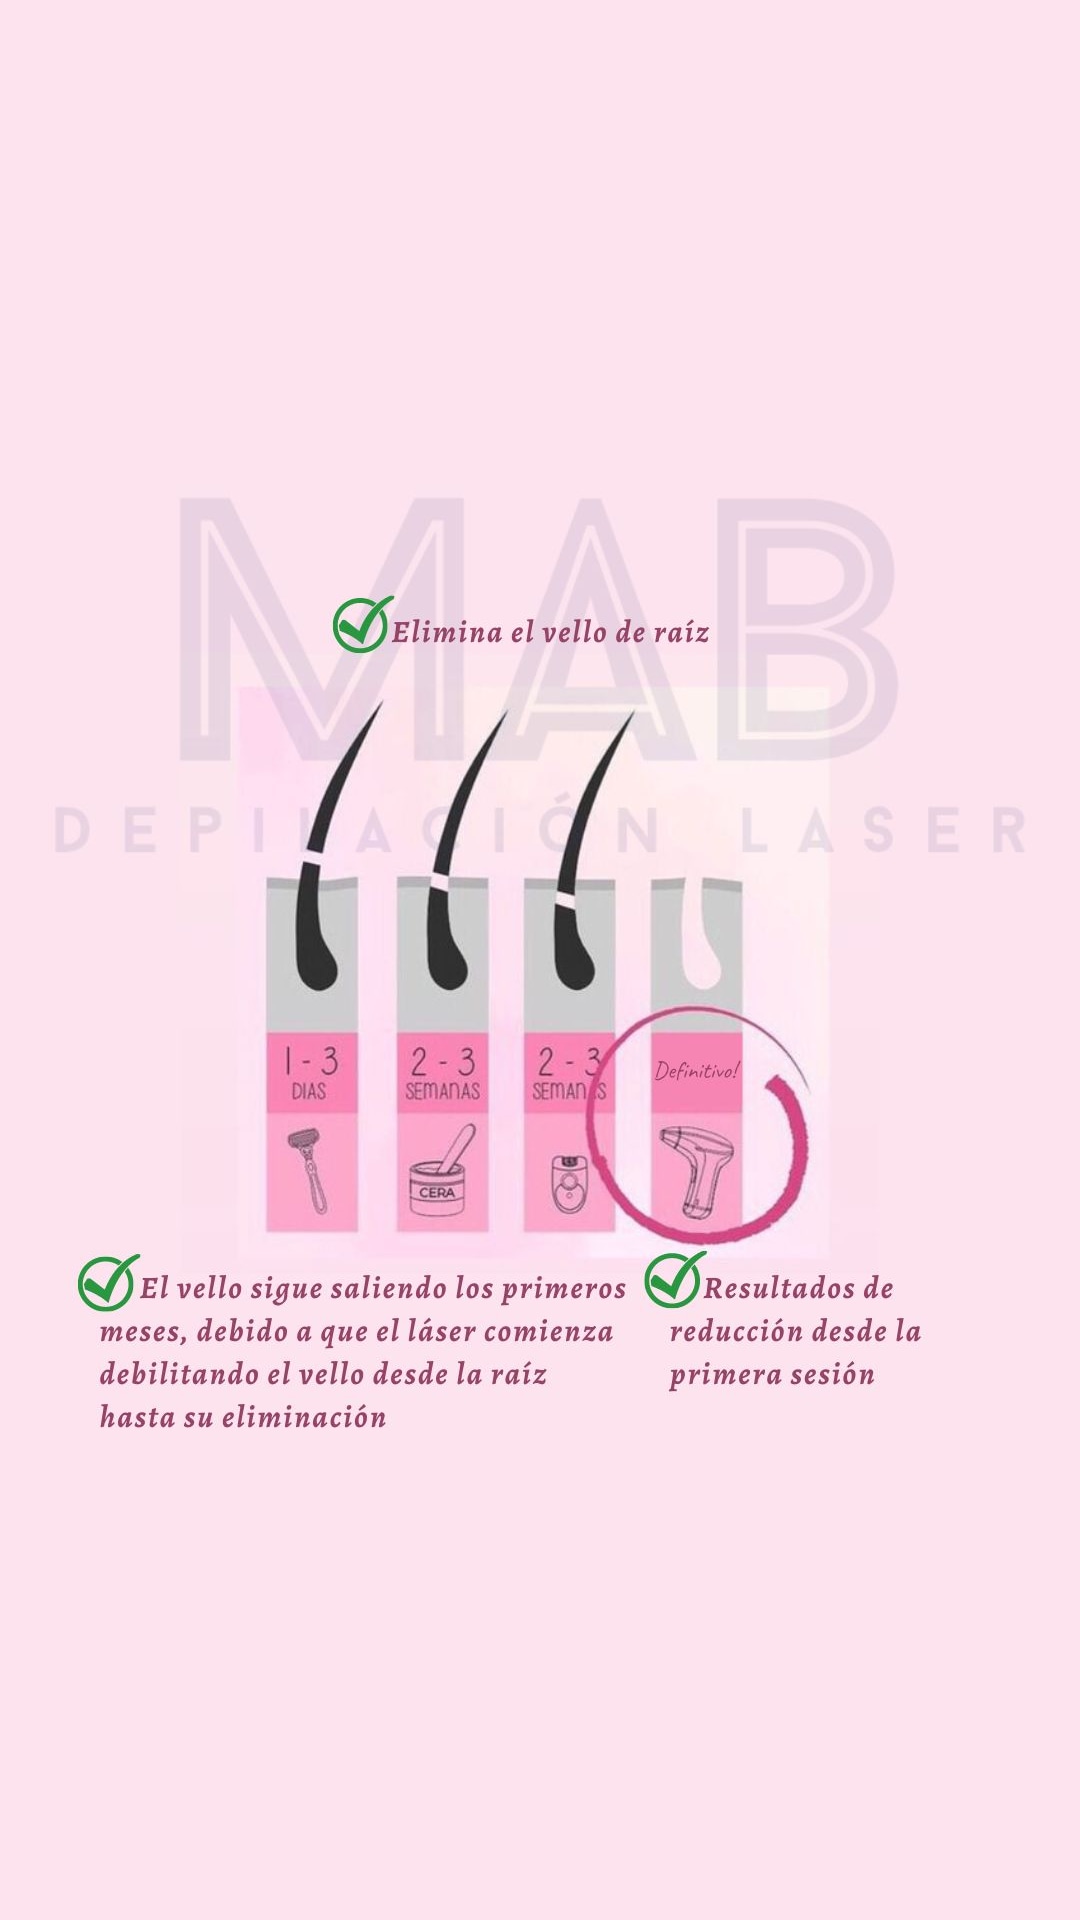 MAB
Elimina el vello de raíz
DEPILACIÓN LASER
1 - 3
DIAS
2 - 3
SEMANAS
2 - 3
SEMANAS
Definitivo!
CERA
El vello sigue saliendo los primeros
meses, debido a que el láser comienza
debilitando el vello desde la raíz
hasta su eliminación
Resultados de
reducción desde la
primera sesión